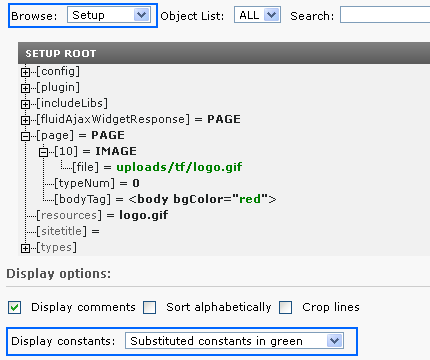 Browse: Setup Object List: ALL Search:
SETUP ROOT
[config]
[plugin]
[includeLibs]
[fluidAjaxWidgetResponse] = PAGE
[page] = PAGE
[10] = IMAGE
[file] = uploads/tf/logo.gif
[typeNum] = 0
[bodyTag] = <body bgColor="red">
[resources] = logo.gif
[sitetitle] =
[types]
Display options:
Display comments Sort alphabetically Crop lines
Display constants: Substituted constants in green